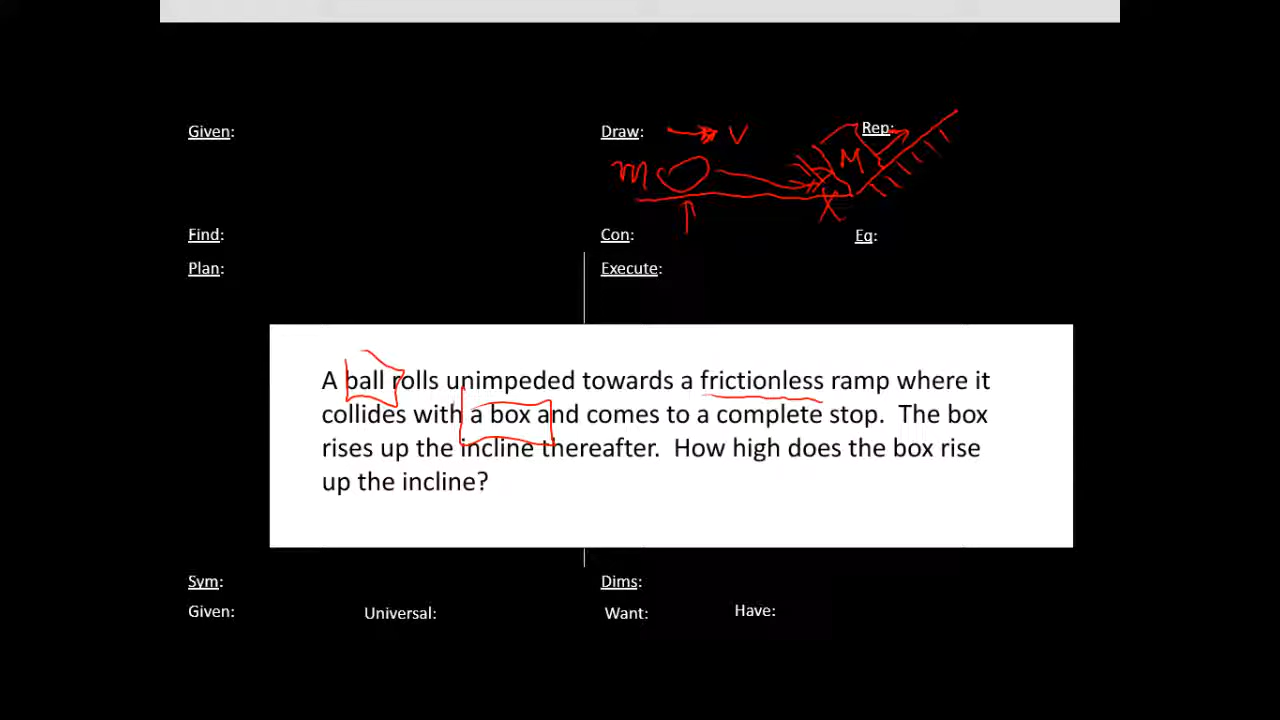 Given:
Draw: V
Rep:
m
M
Find:
Con:
Eq:
Plan:
Execute:
A ball rolls unimpeded towards a frictionless ramp where it
collides with a box and comes to a complete stop. The box
rises up the incline thereafter. How high does the box rise
up the incline?
Sym:
Dims:
Given:
Universal:
Want:
Have: